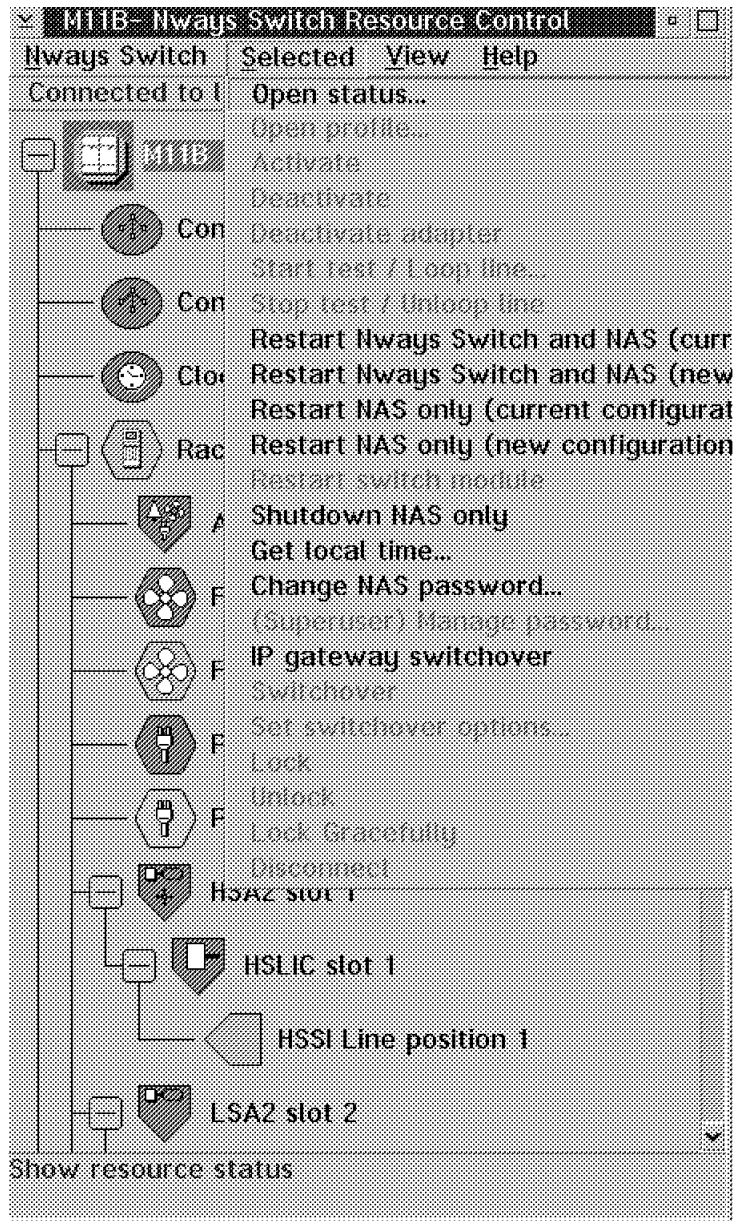 M11B- Nways Switch Resource Control
Nways Switch Selected View Help
Connected to l
Open status...
Open profile...
M11B
Activate
Deactivate
Con
Deactivate adapter
Start test / Loop line...
Con
Stop test / Unloop line
Restart Nways Switch and NAS (curr
Cloc
Restart Nways Switch and NAS (new
Restart NAS only (current configurat
Rac
Restart NAS only (new configuration
Restart switch module
A
Shutdown NAS only
Get local time...
F
Change NAS password...
(Superuser) Manage password...
F
IP gateway switchover
Switchover
P
Set switchover options...
Lock
Unlock
P
Lock Gracefully
Disconnect
HSA2 slot 1
HSLIC slot 1
HSSI Line position 1
LSA2 slot 2
Show resource status